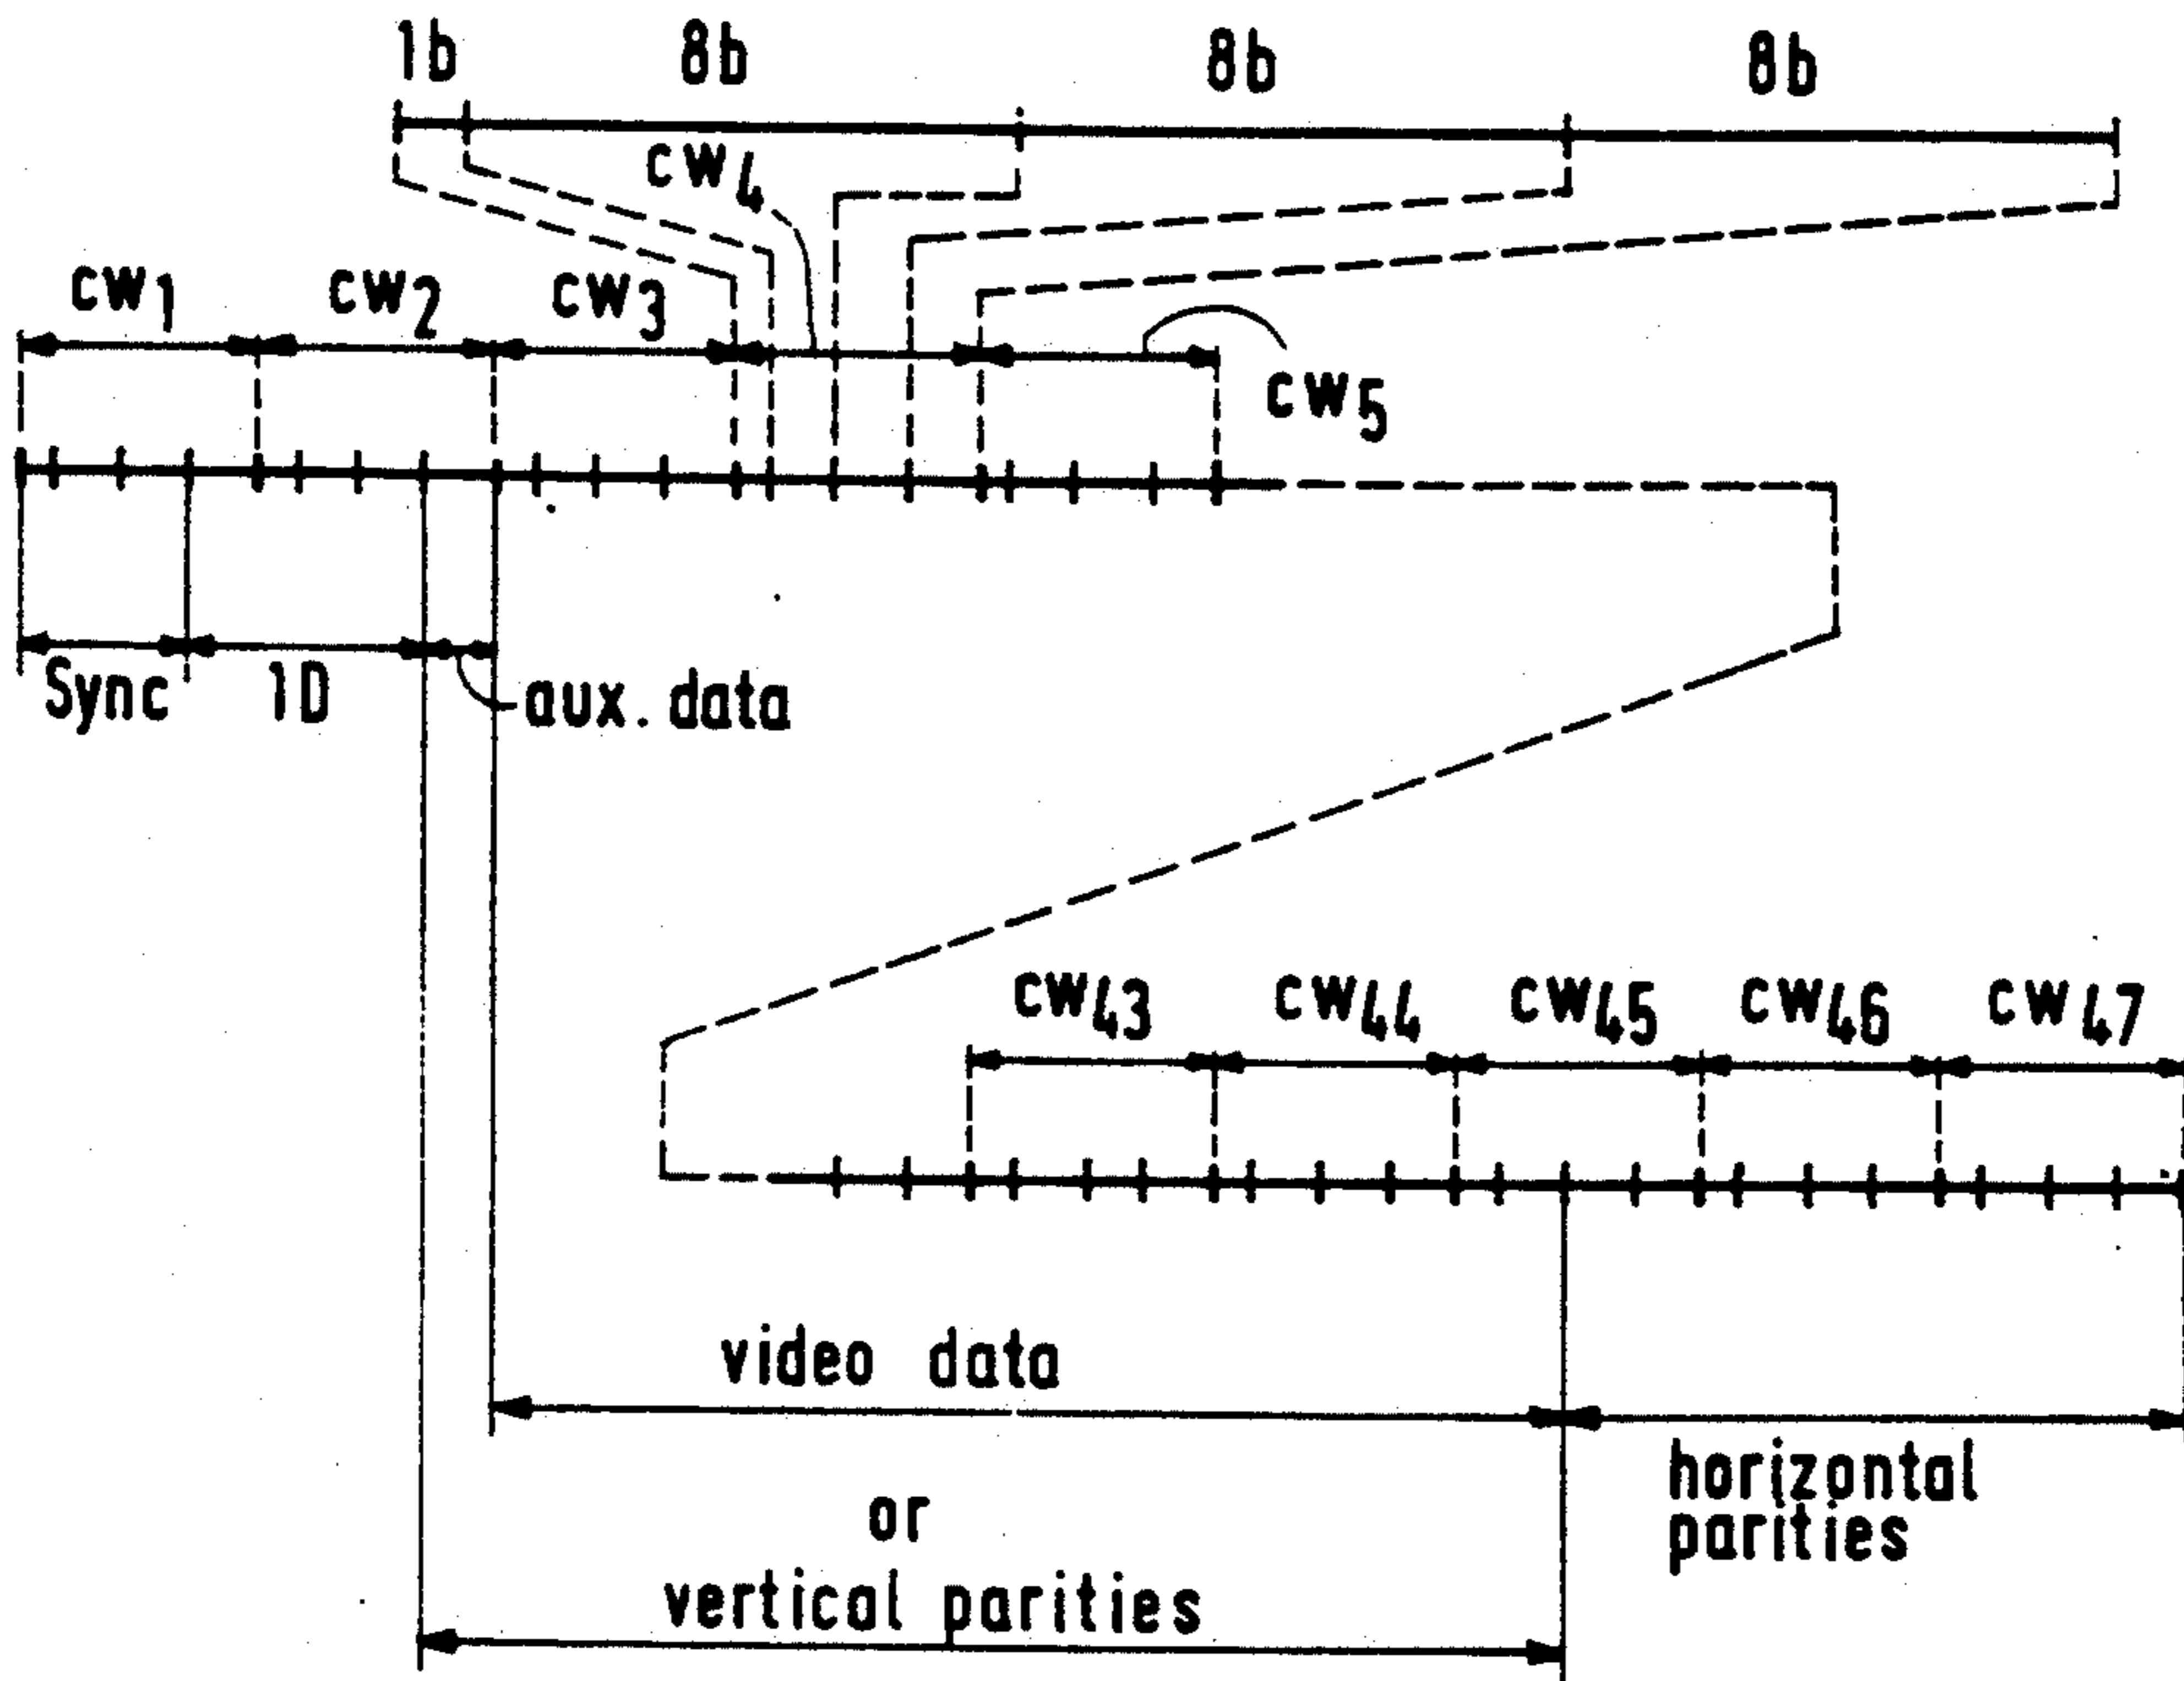 1b 8b 8b 8b
cw4
cw1 cw2 cw3
cw5
Sync 1D aux. data
cw43 cw44 cw45 cw46 cw47
video data
horizontal
parities
or
vertical parities